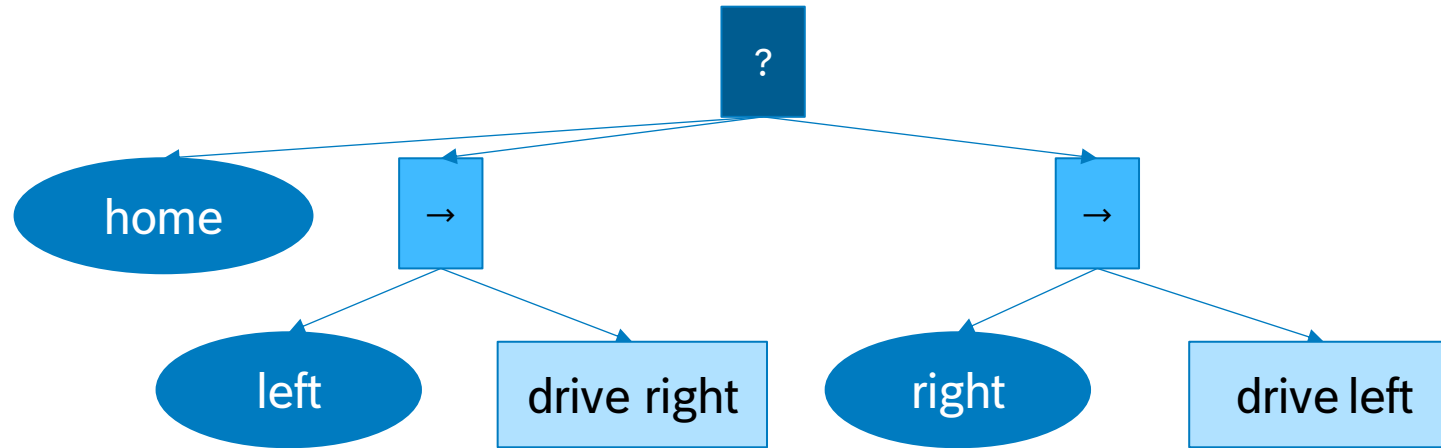 ?
home
→
→
left
drive right
right
drive left